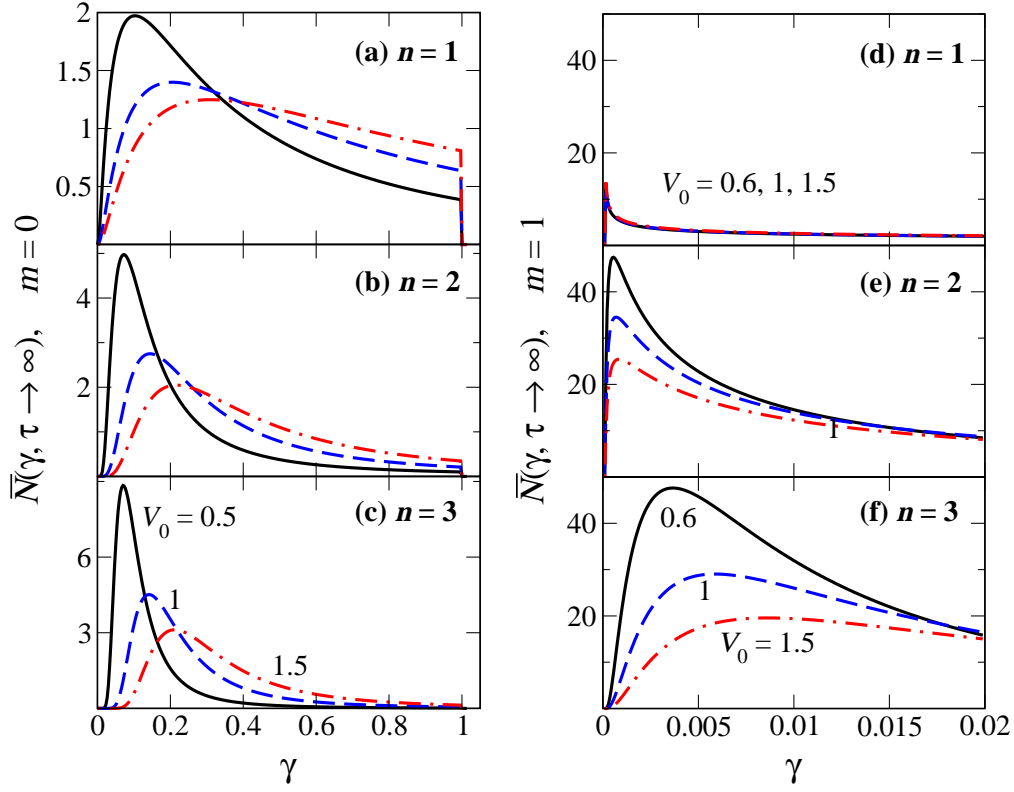 2
1.5
1
0.5
(a) n = 1
4
2
(b) n = 2
6
3
(c) n = 3
V0 = 0.5
1
1.5
0
0.2
0.4
0.6
0.8
1
γ
N̅(γ, τ → ∞), m = 0
40
20
(d) n = 1
V0 = 0.6, 1, 1.5
40
20
(e) n = 2
1
40
20
(f) n = 3
0.6
1
V0 = 1.5
0
0.005
0.01
0.015
0.02
γ
N̅(γ, τ → ∞), m = 1